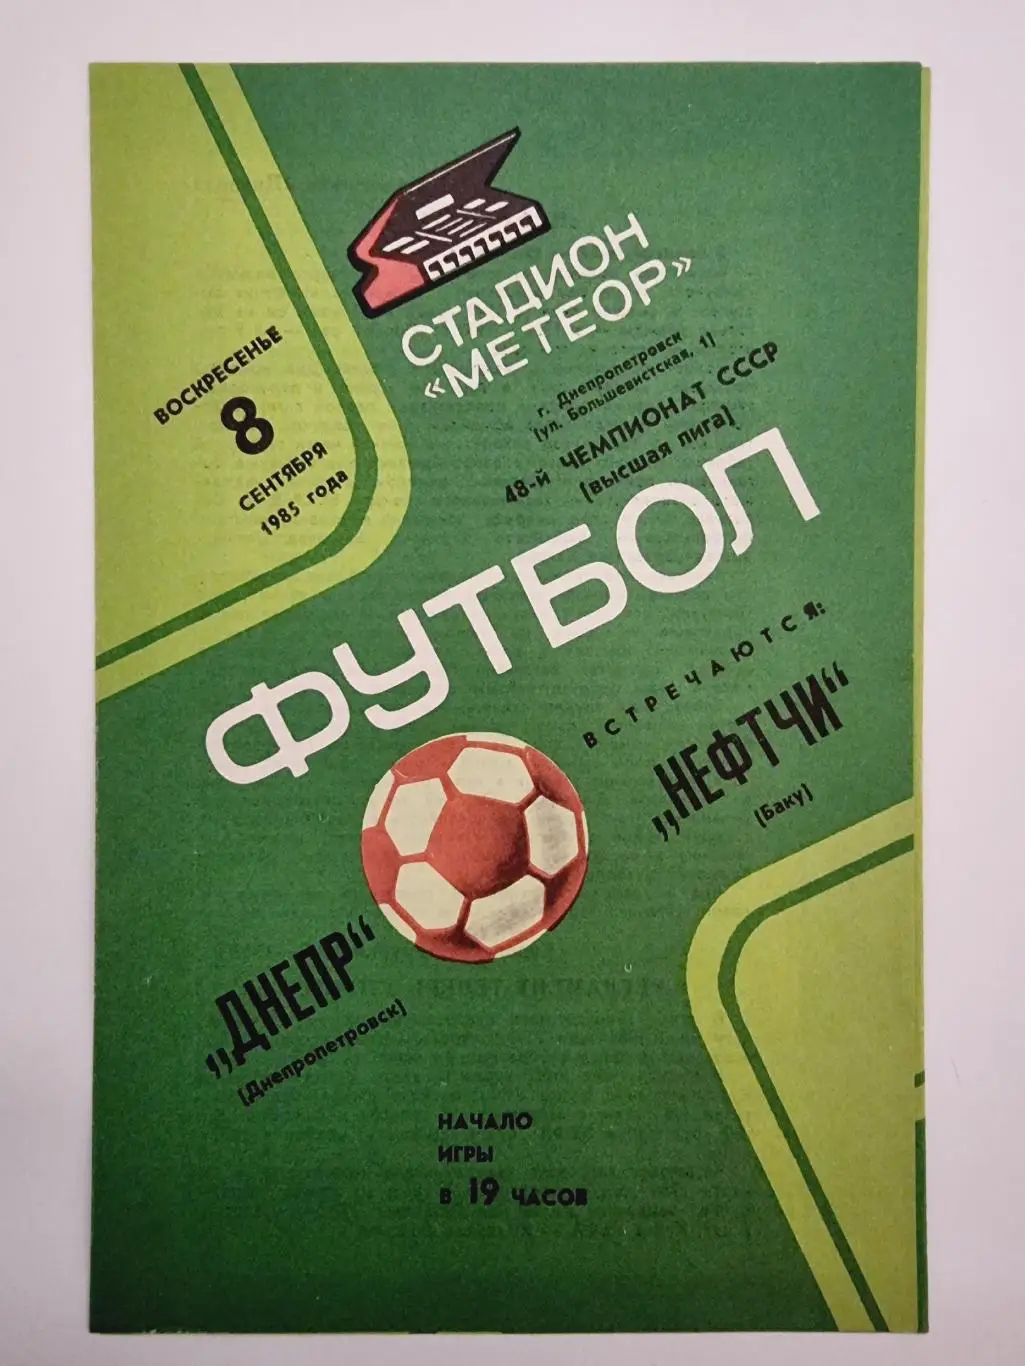 СТАДИОН
«МЕТЕОР»
г. Днепропетровск
(ул. Большевистская, 1)
48-й ЧЕМПИОНАТ СССР
(высшая лига)
ВОСКРЕСЕНЬЕ
8
СЕНТЯБРЯ
1985 года
ФУТБОЛ
ВСТРЕЧАЮТСЯ:
„НЕФТЧИ“
(Баку)
„ДНЕПР“
(Днепропетровск)
НАЧАЛО
ИГРЫ
В 19 ЧАСОВ